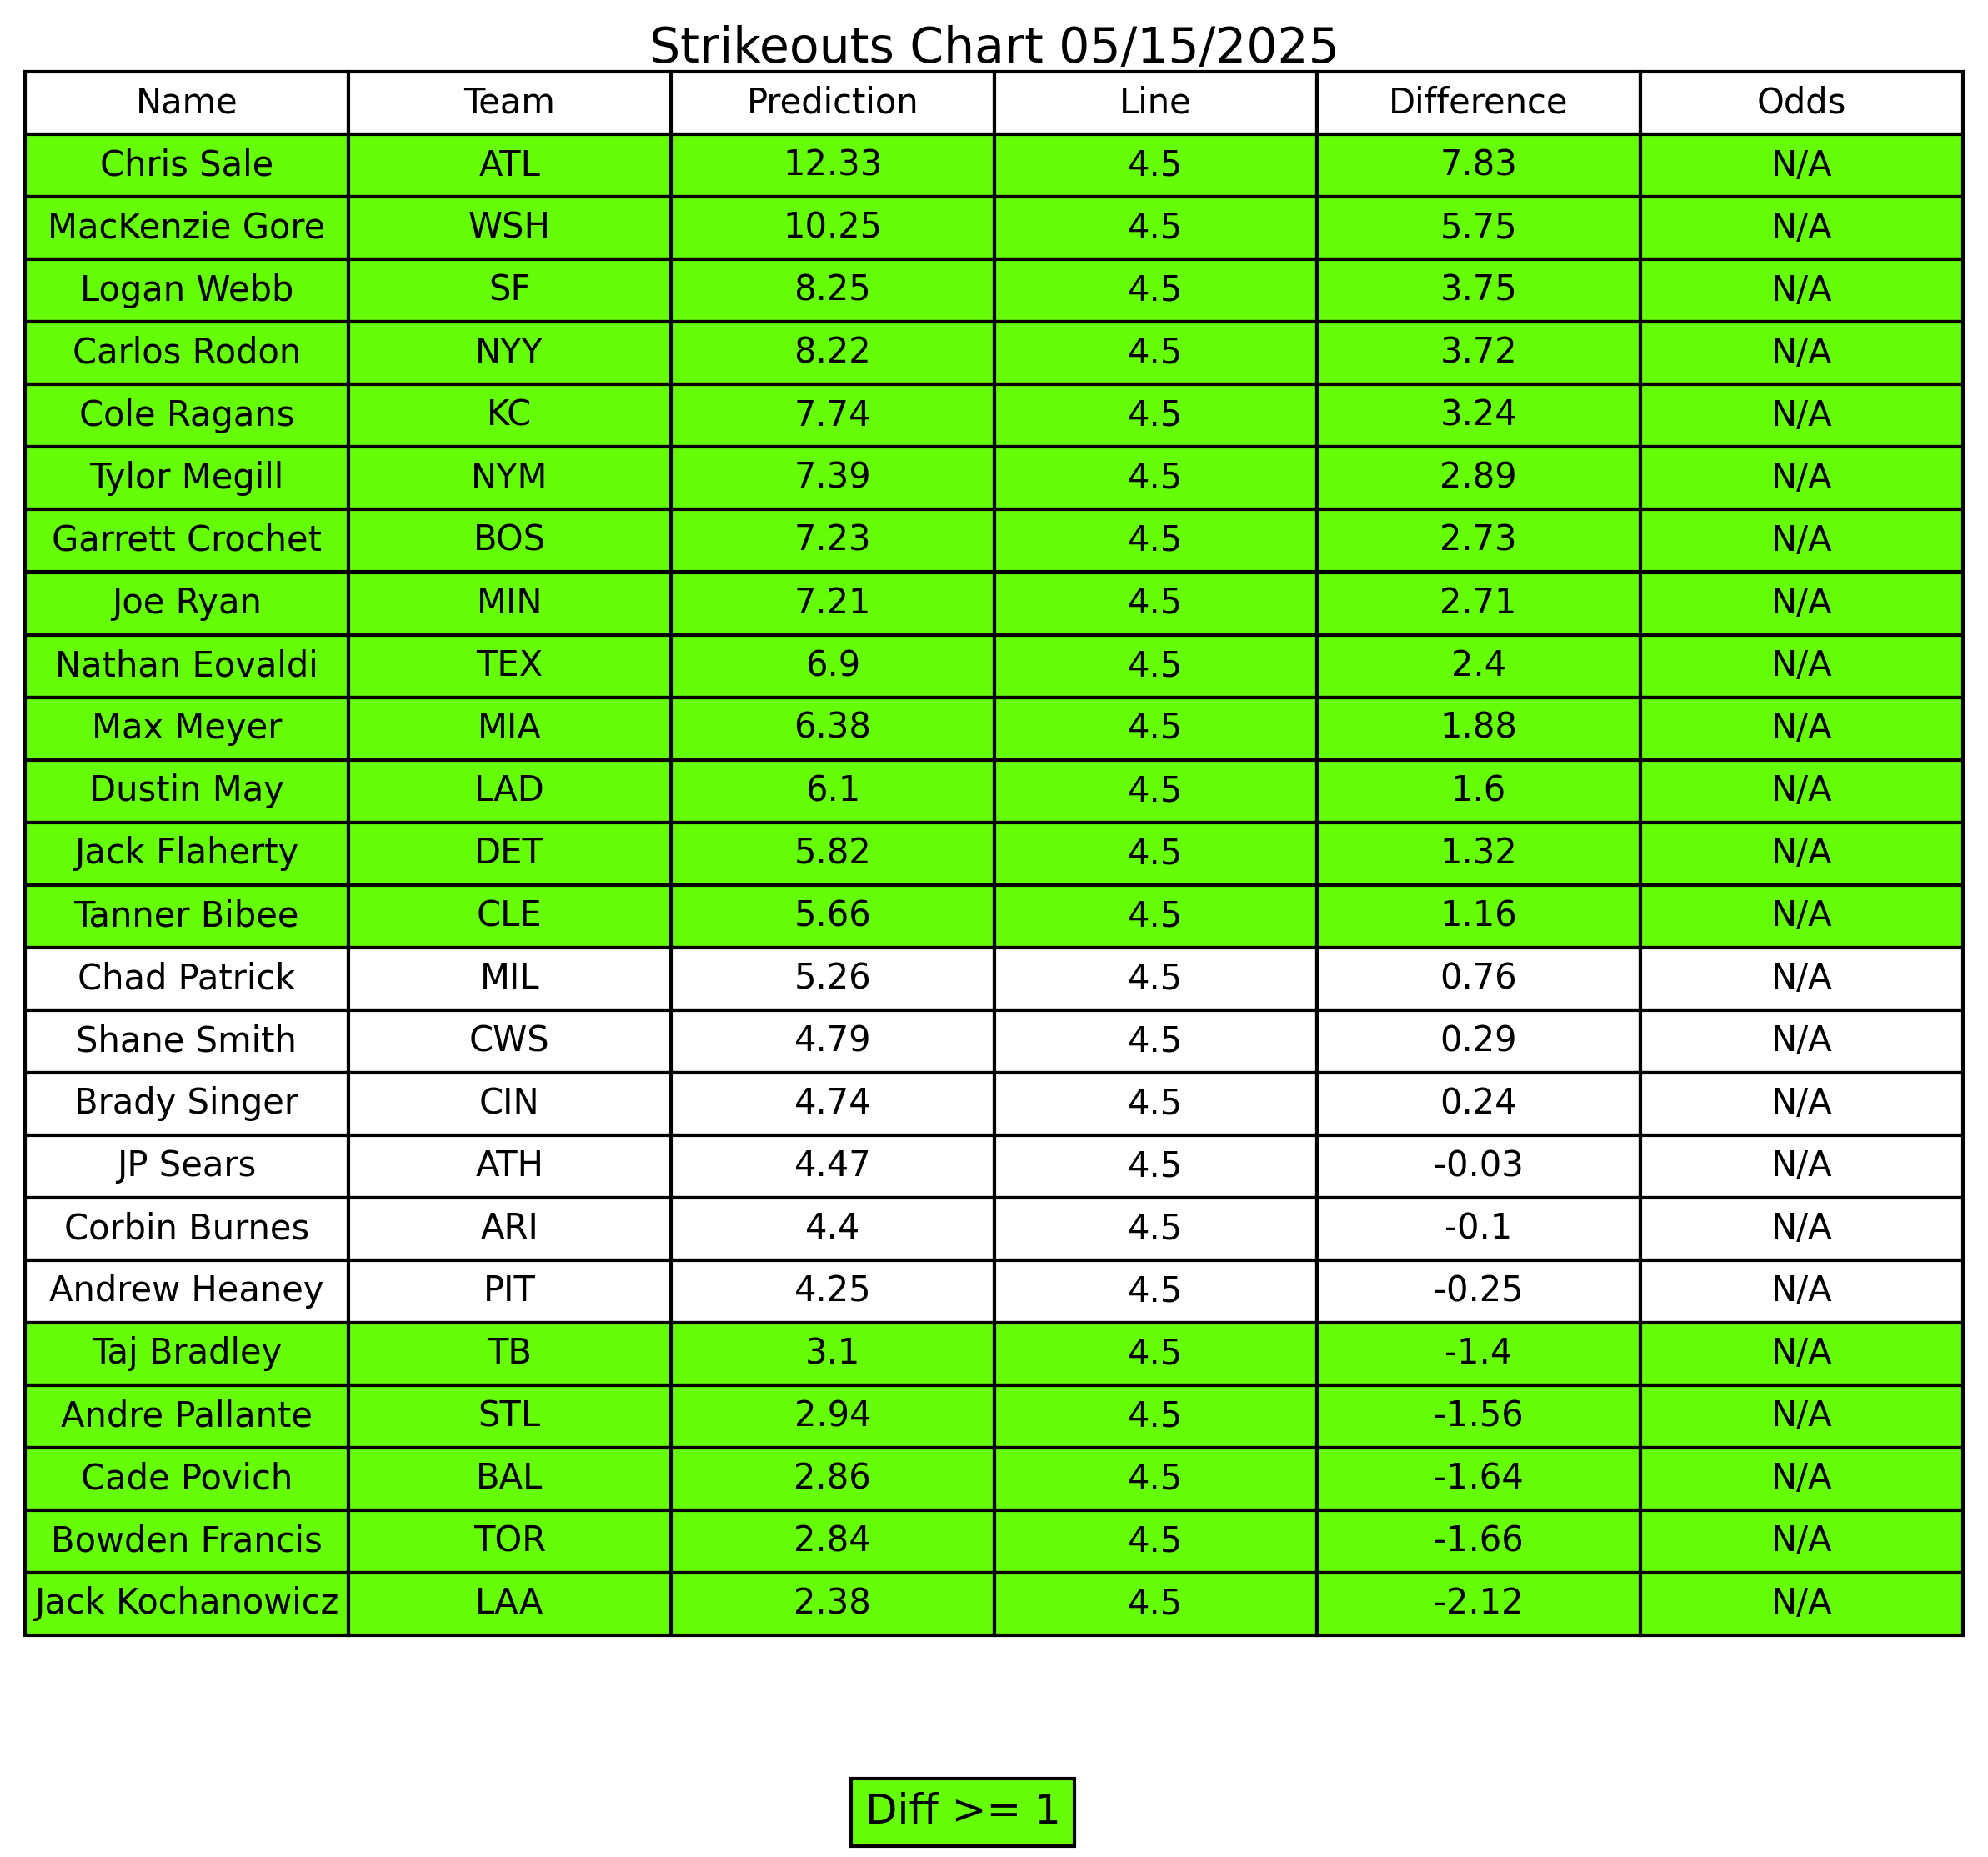 Strikeouts Chart 05/15/2025
Name Team Prediction Line Difference Odds
Chris Sale ATL 12.33 4.5 7.83 N/A
MacKenzie Gore WSH 10.25 4.5 5.75 N/A
Logan Webb SF 8.25 4.5 3.75 N/A
Carlos Rodon NYY 8.22 4.5 3.72 N/A
Cole Ragans KC 7.74 4.5 3.24 N/A
Tylor Megill NYM 7.39 4.5 2.89 N/A
Garrett Crochet BOS 7.23 4.5 2.73 N/A
Joe Ryan MIN 7.21 4.5 2.71 N/A
Nathan Eovaldi TEX 6.9 4.5 2.4 N/A
Max Meyer MIA 6.38 4.5 1.88 N/A
Dustin May LAD 6.1 4.5 1.6 N/A
Jack Flaherty DET 5.82 4.5 1.32 N/A
Tanner Bibee CLE 5.66 4.5 1.16 N/A
Chad Patrick MIL 5.26 4.5 0.76 N/A
Shane Smith CWS 4.79 4.5 0.29 N/A
Brady Singer CIN 4.74 4.5 0.24 N/A
JP Sears ATH 4.47 4.5 -0.03 N/A
Corbin Burnes ARI 4.4 4.5 -0.1 N/A
Andrew Heaney PIT 4.25 4.5 -0.25 N/A
Taj Bradley TB 3.1 4.5 -1.4 N/A
Andre Pallante STL 2.94 4.5 -1.56 N/A
Cade Povich BAL 2.86 4.5 -1.64 N/A
Bowden Francis TOR 2.84 4.5 -1.66 N/A
Jack Kochanowicz LAA 2.38 4.5 -2.12 N/A
Diff >= 1